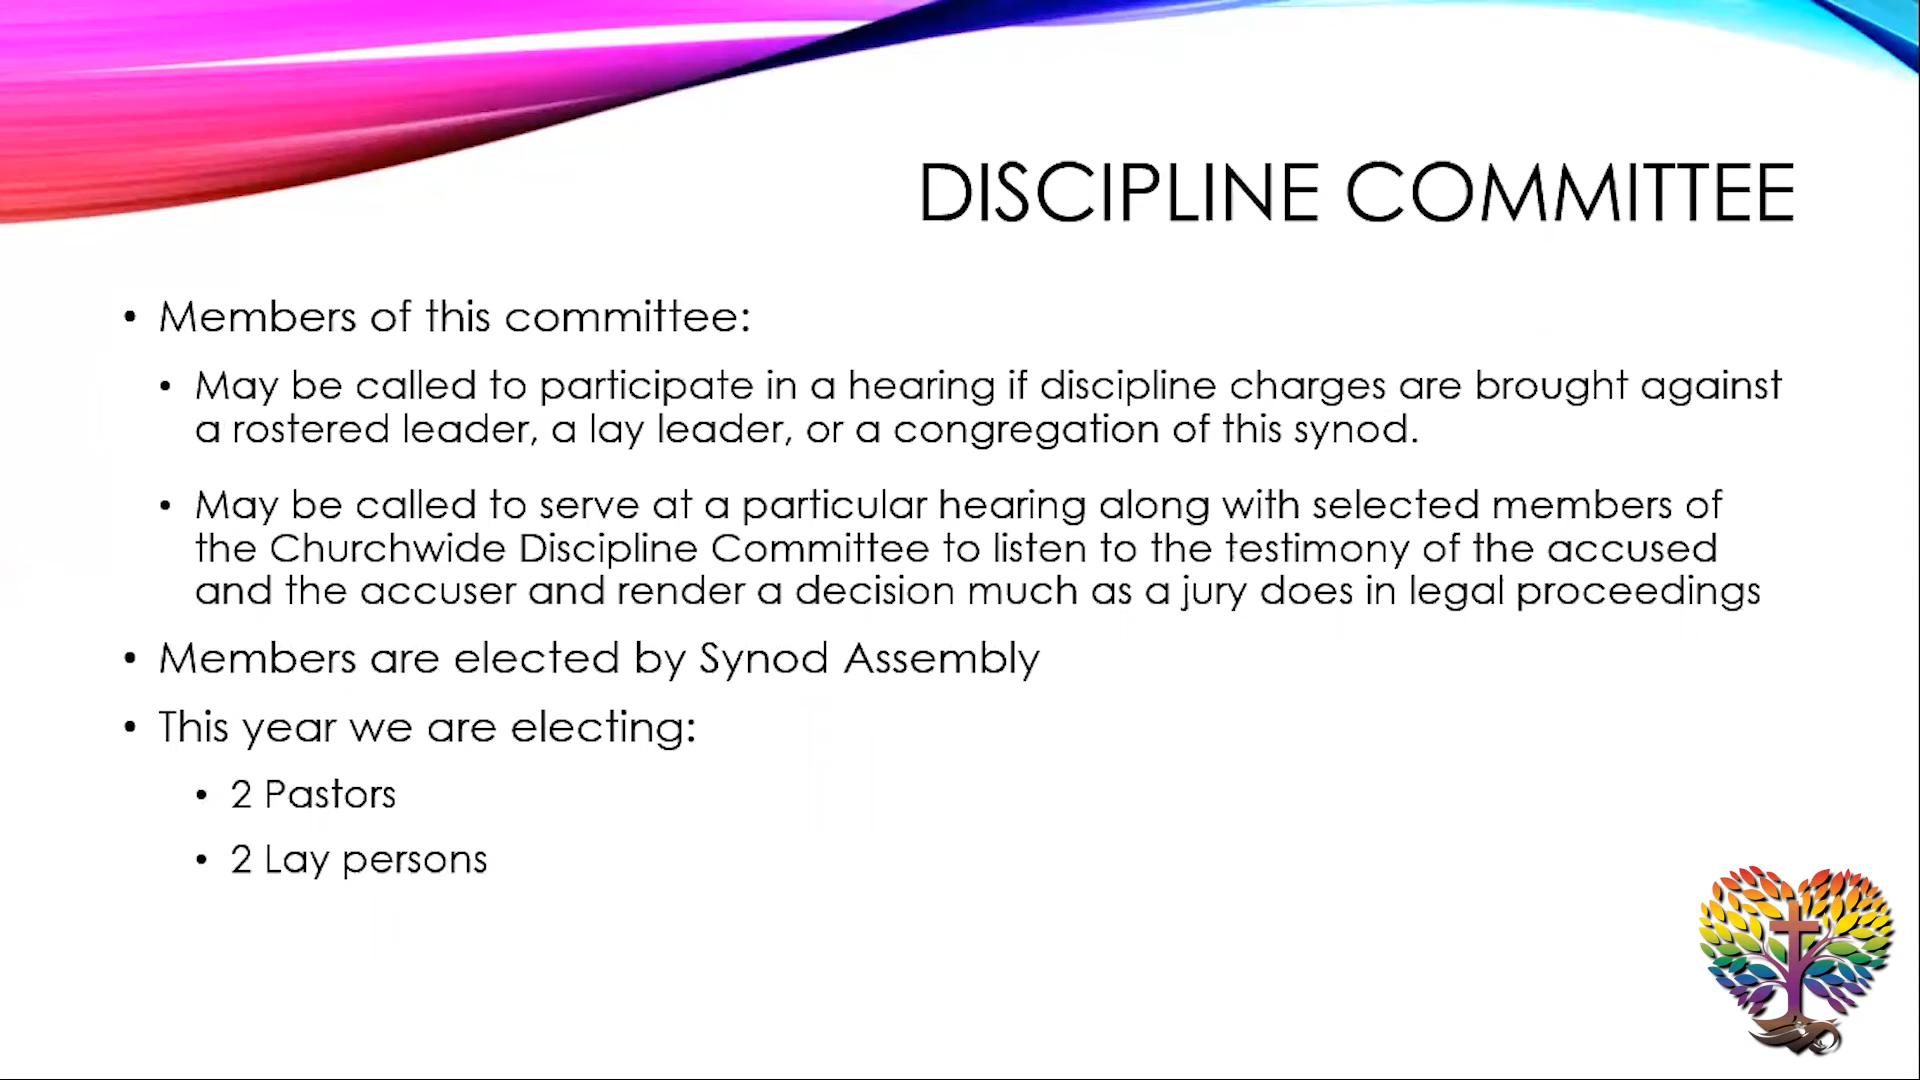 DISCIPLINE COMMITTEE
• Members of this committee:
• May be called to participate in a hearing if discipline charges are brought against
a rostered leader, a lay leader, or a congregation of this synod.
• May be called to serve at a particular hearing along with selected members of
the Churchwide Discipline Committee to listen to the testimony of the accused
and the accuser and render a decision much as a jury does in legal proceedings
• Members are elected by Synod Assembly
• This year we are electing:
• 2 Pastors
• 2 Lay persons